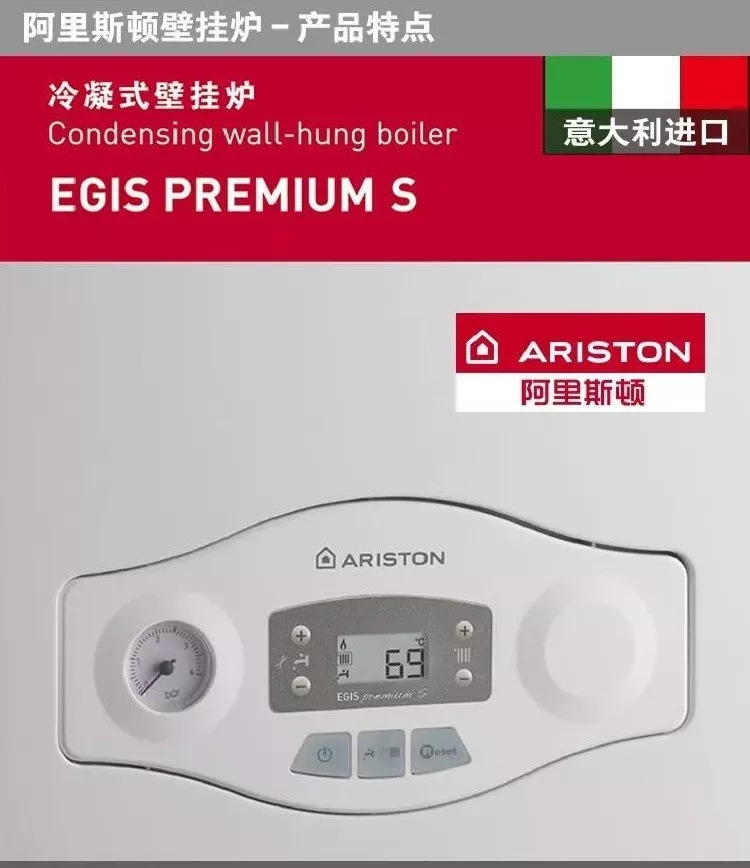 阿里斯顿壁挂炉 – 产品特点
冷凝式壁挂炉
Condensing wall-hung boiler
EGIS PREMIUM S
意大利进口
ARISTON
阿里斯顿
ARISTON
2
4
bar
°C
69
EGIS premium S
Reset